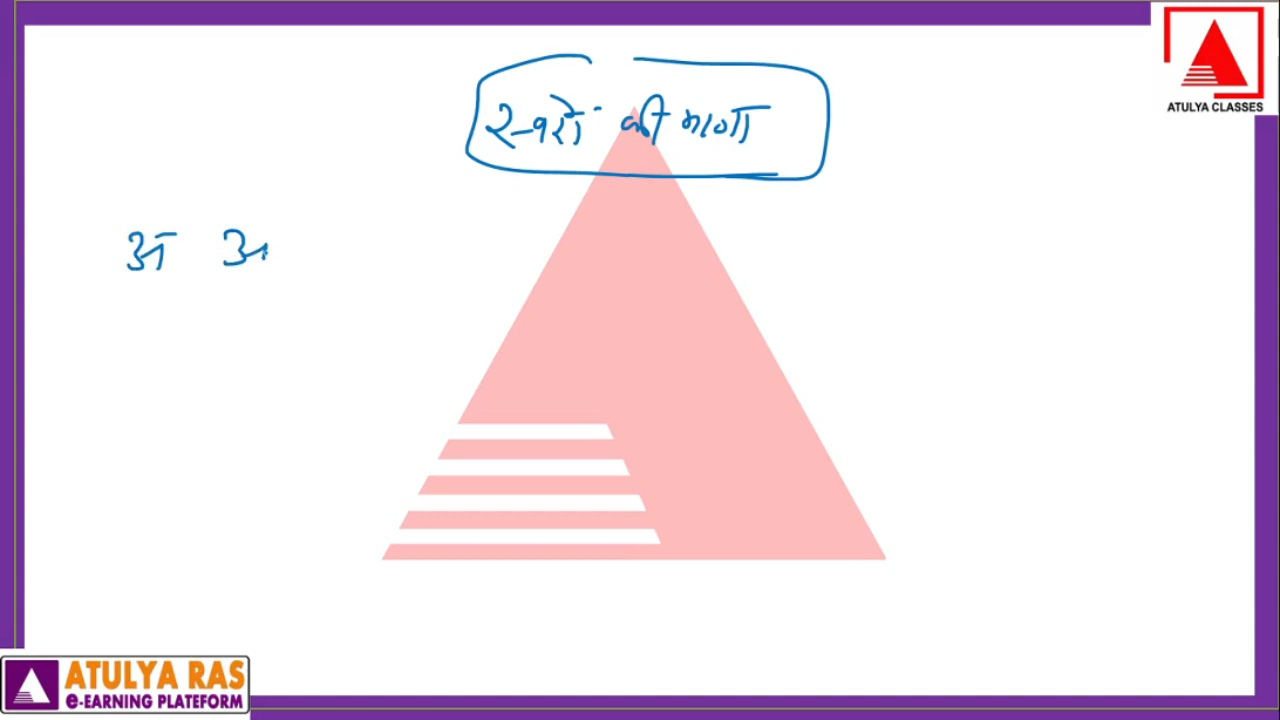 ATULYA CLASSES
स्वरों की मात्रा
अ अ
ATULYA RAS
e-EARNING PLATEFORM